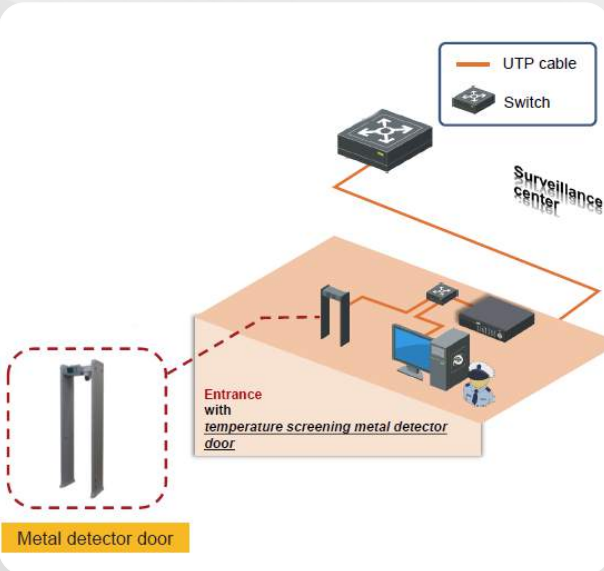 UTP cable
Switch
Surveillance
center
Entrance
with
temperature screening metal detector
door
Metal detector door